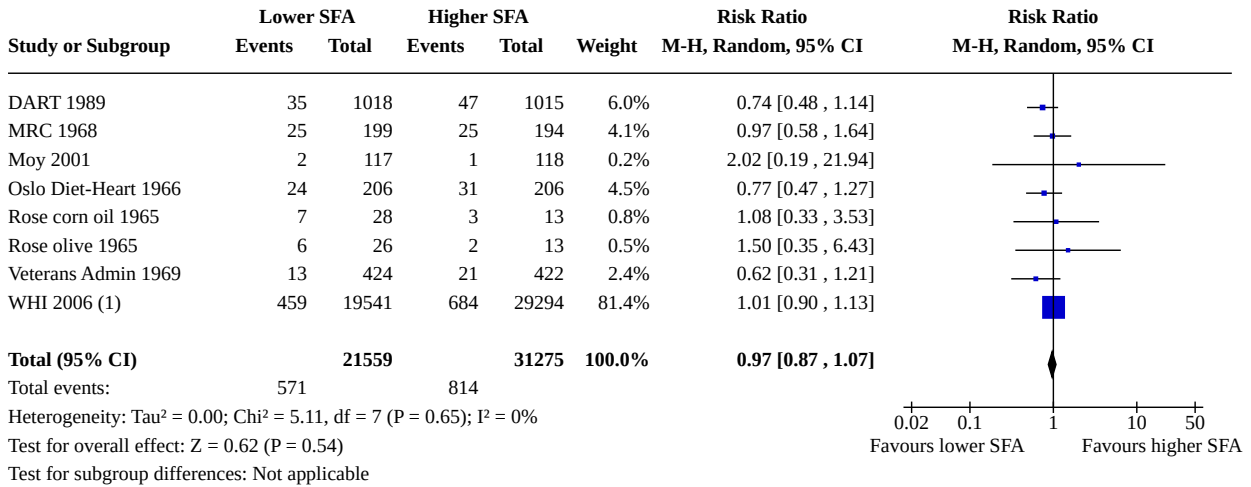 Lower SFA Higher SFA Risk Ratio Risk Ratio
Study or Subgroup Events Total Events Total Weight M-H, Random, 95% CI M-H, Random, 95% CI
DART 1989 35 1018 47 1015 6.0% 0.74 [0.48 , 1.14]
MRC 1968 25 199 25 194 4.1% 0.97 [0.58 , 1.64]
Moy 2001 2 117 1 118 0.2% 2.02 [0.19 , 21.94]
Oslo Diet-Heart 1966 24 206 31 206 4.5% 0.77 [0.47 , 1.27]
Rose corn oil 1965 7 28 3 13 0.8% 1.08 [0.33 , 3.53]
Rose olive 1965 6 26 2 13 0.5% 1.50 [0.35 , 6.43]
Veterans Admin 1969 13 424 21 422 2.4% 0.62 [0.31 , 1.21]
WHI 2006 (1) 459 19541 684 29294 81.4% 1.01 [0.90 , 1.13]
Total (95% CI) 21559 31275 100.0% 0.97 [0.87 , 1.07]
Total events: 571 814
Heterogeneity: Tau² = 0.00; Chi² = 5.11, df = 7 (P = 0.65); I² = 0%
0.02 0.1 1 10 50
Test for overall effect: Z = 0.62 (P = 0.54)
Favours lower SFA Favours higher SFA
Test for subgroup differences: Not applicable